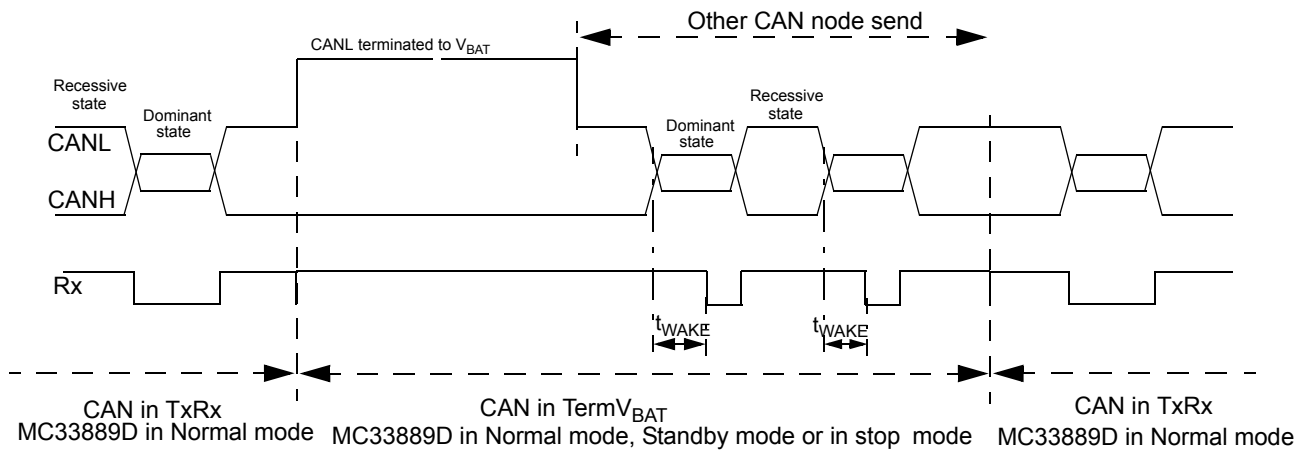 Other CAN node send
CANL terminated to VBAT
Recessive
state
Dominant
state
Recessive
state
Dominant
state
CANL
CANH
Rx
tWAKE
tWAKE
CAN in TxRx
MC33889D in Normal mode
CAN in TermVBAT
MC33889D in Normal mode, Standby mode or in stop mode
CAN in TxRx
MC33889D in Normal mode